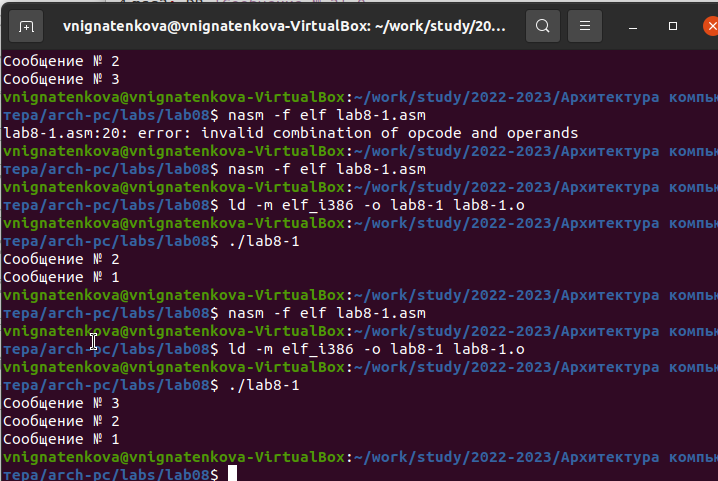 vnignatenkova@vnignatenkova-VirtualBox: ~/work/study/20...
Сообщение № 2
Сообщение № 3
vnignatenkova@vnignatenkova-VirtualBox:~/work/study/2022-2023/Архитектура компью
тера/arch-pc/labs/lab08$ nasm -f elf lab8-1.asm
lab8-1.asm:20: error: invalid combination of opcode and operands
vnignatenkova@vnignatenkova-VirtualBox:~/work/study/2022-2023/Архитектура компью
тера/arch-pc/labs/lab08$ nasm -f elf lab8-1.asm
vnignatenkova@vnignatenkova-VirtualBox:~/work/study/2022-2023/Архитектура компью
тера/arch-pc/labs/lab08$ ld -m elf_i386 -o lab8-1 lab8-1.o
vnignatenkova@vnignatenkova-VirtualBox:~/work/study/2022-2023/Архитектура компью
тера/arch-pc/labs/lab08$ ./lab8-1
Сообщение № 2
Сообщение № 1
vnignatenkova@vnignatenkova-VirtualBox:~/work/study/2022-2023/Архитектура компью
тера/arch-pc/labs/lab08$ nasm -f elf lab8-1.asm
vnignatenkova@vnignatenkova-VirtualBox:~/work/study/2022-2023/Архитектура компью
тера/arch-pc/labs/lab08$ ld -m elf_i386 -o lab8-1 lab8-1.o
vnignatenkova@vnignatenkova-VirtualBox:~/work/study/2022-2023/Архитектура компью
тера/arch-pc/labs/lab08$ ./lab8-1
Сообщение № 3
Сообщение № 2
Сообщение № 1
vnignatenkova@vnignatenkova-VirtualBox:~/work/study/2022-2023/Архитектура компью
тера/arch-pc/labs/lab08$